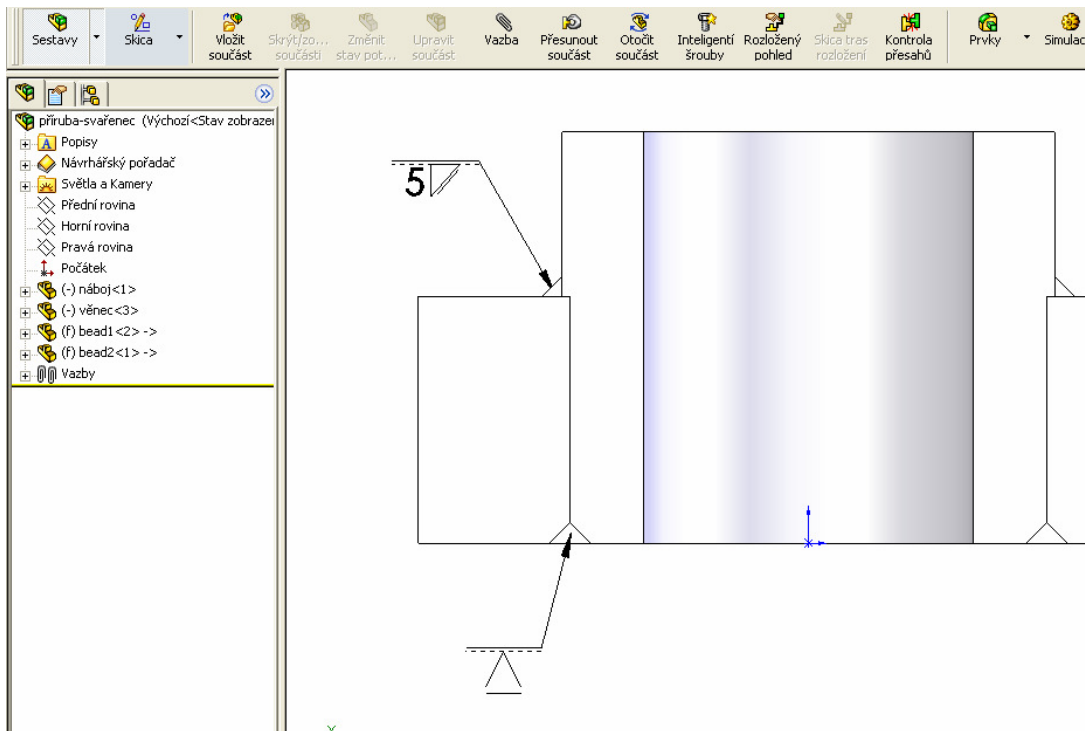 Sestavy
Skica
Vložit
součást
Skrýt/zo...
součásti
Změnit
stav pot...
Upravit
součást
Vazba
Přesunout
součást
Otočit
součást
Inteligentí
šrouby
Rozložený
pohled
Skica tras
rozložení
Kontrola
přesahů
Prvky
Simulac
příruba-svařenec (Výchozí<Stav zobrazen
A Popisy
Návrhářský pořadač
Světla a Kamery
Přední rovina
Horní rovina
Pravá rovina
Počátek
(-) náboj<1>
(-) věnec<3>
(f) bead1<2> ->
(f) bead2<1> ->
Vazby
5